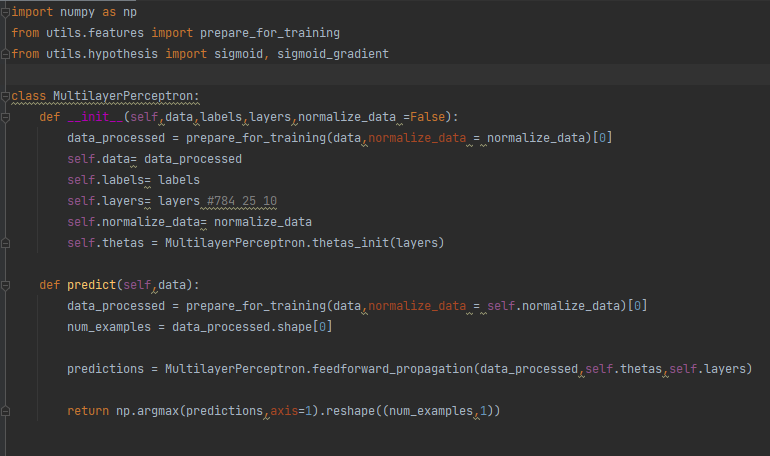 import numpy as np
from utils.features import prepare_for_training
from utils.hypothesis import sigmoid, sigmoid_gradient
class MultilayerPerceptron:
def __init__(self,data,labels,layers,normalize_data =False):
data_processed = prepare_for_training(data,normalize_data = normalize_data)[0]
self.data= data_processed
self.labels= labels
self.layers= layers #784 25 10
self.normalize_data= normalize_data
self.thetas = MultilayerPerceptron.thetas_init(layers)
def predict(self,data):
data_processed = prepare_for_training(data,normalize_data = self.normalize_data)[0]
num_examples = data_processed.shape[0]
predictions = MultilayerPerceptron.feedforward_propagation(data_processed,self.thetas,self.layers)
return np.argmax(predictions,axis=1).reshape((num_examples,1))